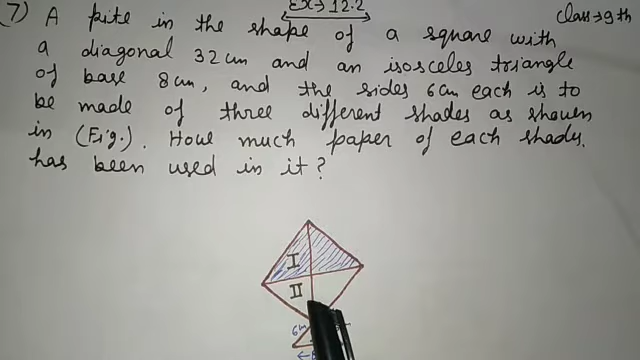 Ex → 12.2
Class → 9th
7) A kite in the shape of a square with
a diagonal 32 cm and an isosceles triangle
of base 8 cm, and the sides 6 cm each is to
be made of three different shades as shown
in (Fig.). How much paper of each shades.
has been used in it?
I
II